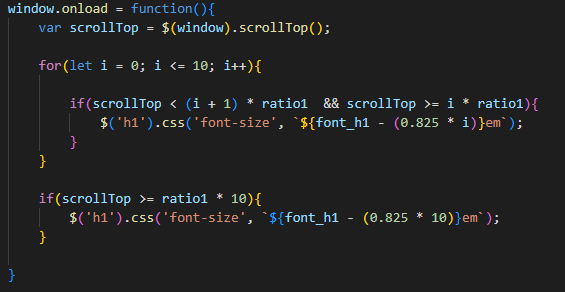 window.onload = function(){
var scrollTop = $(window).scrollTop();
for(let i = 0; i <= 10; i++){
if(scrollTop < (i + 1) * ratio1  && scrollTop >= i * ratio1){
$('h1').css('font-size', `${font_h1 - (0.825 * i)}em`);
}
}
if(scrollTop >= ratio1 * 10){
$('h1').css('font-size', `${font_h1 - (0.825 * 10)}em`);
}
}